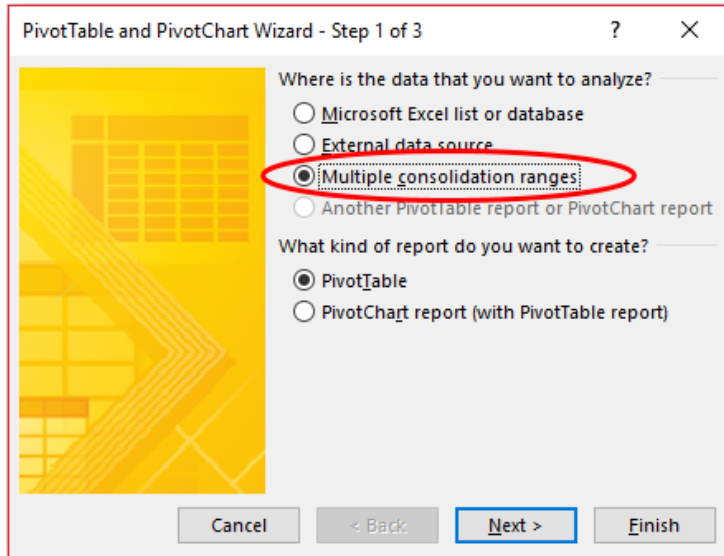 PivotTable and PivotChart Wizard - Step 1 of 3 ?
Where is the data that you want to analyze?
Microsoft Excel list or database
External data source
Multiple consolidation ranges
Another PivotTable report or PivotChart report
What kind of report do you want to create?
PivotTable
PivotChart report (with PivotTable report)
Cancel < Back Next > Finish